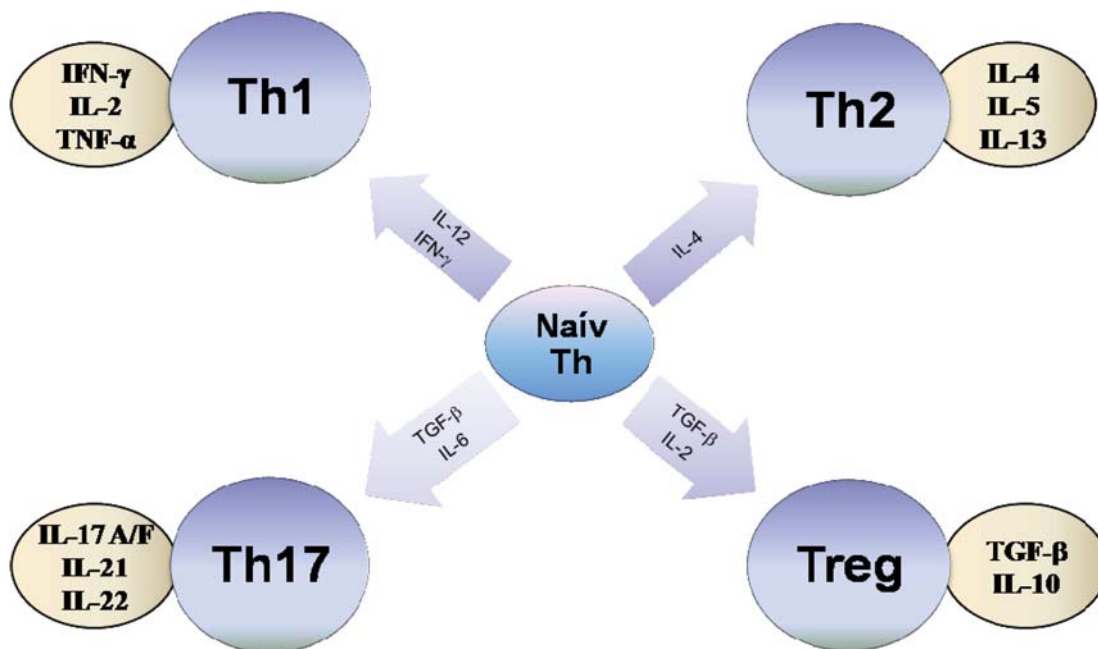 IFN-γ
IL-2
TNF-α
Th1
Th2
IL-4
IL-5
IL-13
IL-12
IFN-γ
IL-4
Naív
Th
TGF-β
IL-6
TGF-β
IL-2
IL-17 A/F
IL-21
IL-22
Th17
Treg
TGF-β
IL-10